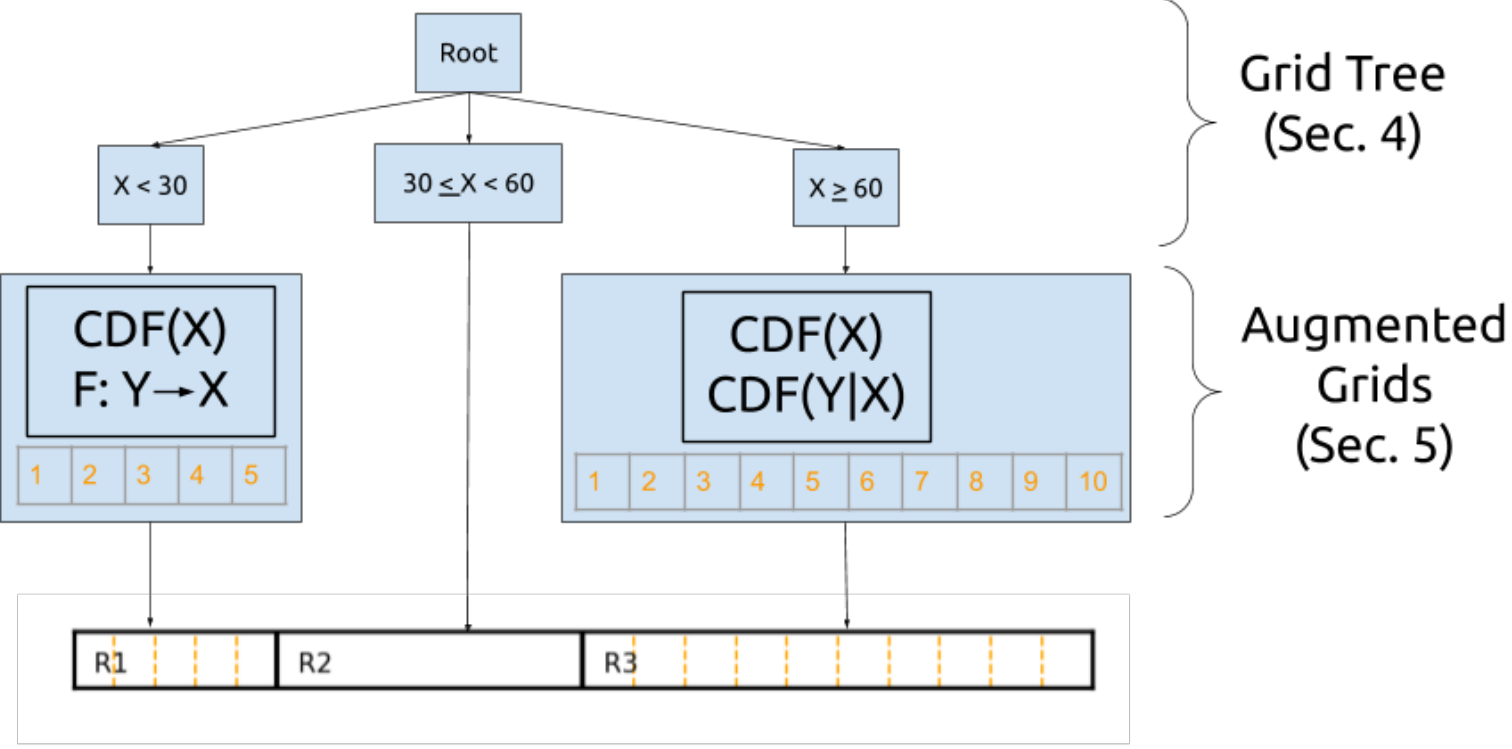 Root
Grid Tree
(Sec. 4)
X < 30
30 ≤ X < 60
X ≥ 60
CDF(X)
F: Y→X
1 2 3 4 5
CDF(X)
CDF(Y|X)
1 2 3 4 5 6 7 8 9 10
Augmented
Grids
(Sec. 5)
R1
R2
R3